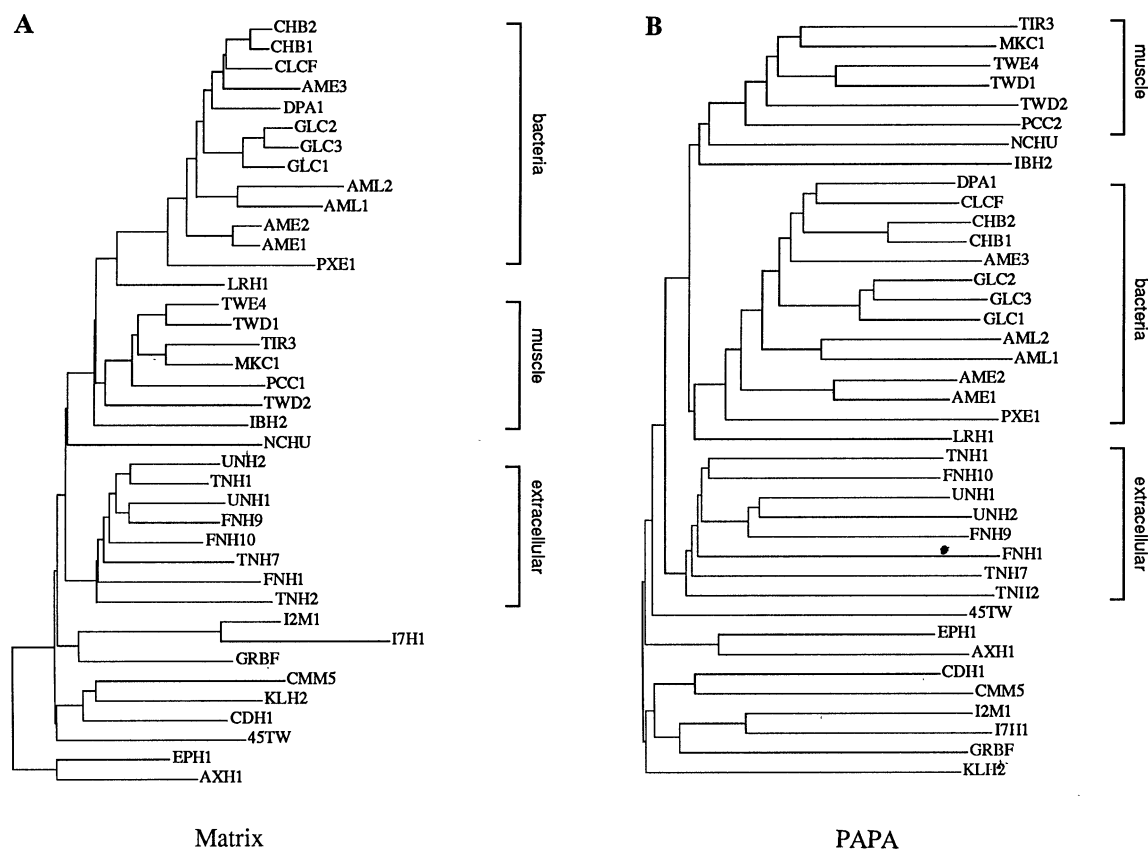 A
CHB2
CHB1
CLCF
AME3
DPA1
GLC2
GLC3
GLC1
AML2
AML1
AME2
AME1
PXE1
LRH1
TWE4
TWD1
TIR3
MKC1
PCC1
TWD2
IBH2
NCHU
UNH2
TNH1
UNH1
FNH9
FNH10
TNH7
FNH1
TNH2
I2M1
I7H1
GRBF
CMM5
KLH2
CDH1
45TW
EPH1
AXH1
bacteria
muscle
extracellular
Matrix
B
TIR3
MKC1
TWE4
TWD1
TWD2
PCC2
NCHU
IBH2
DPA1
CLCF
CHB2
CHB1
AME3
GLC2
GLC3
GLC1
AML2
AML1
AME2
AME1
PXE1
LRH1
TNH1
FNH10
UNH1
UNH2
FNH9
FNH1
TNH7
TNH2
45TW
EPH1
AXH1
CDH1
CMM5
I2M1
I7H1
GRBF
KLH2
muscle
bacteria
extracellular
PAPA